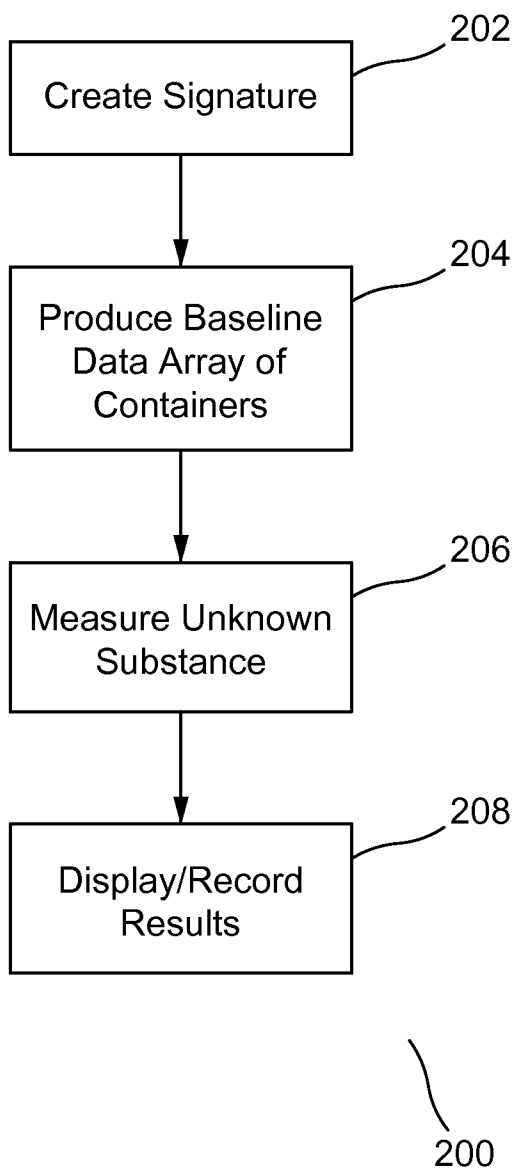 202
Create Signature
204
Produce Baseline
Data Array of
Containers
206
Measure Unknown
Substance
208
Display/Record
Results
200